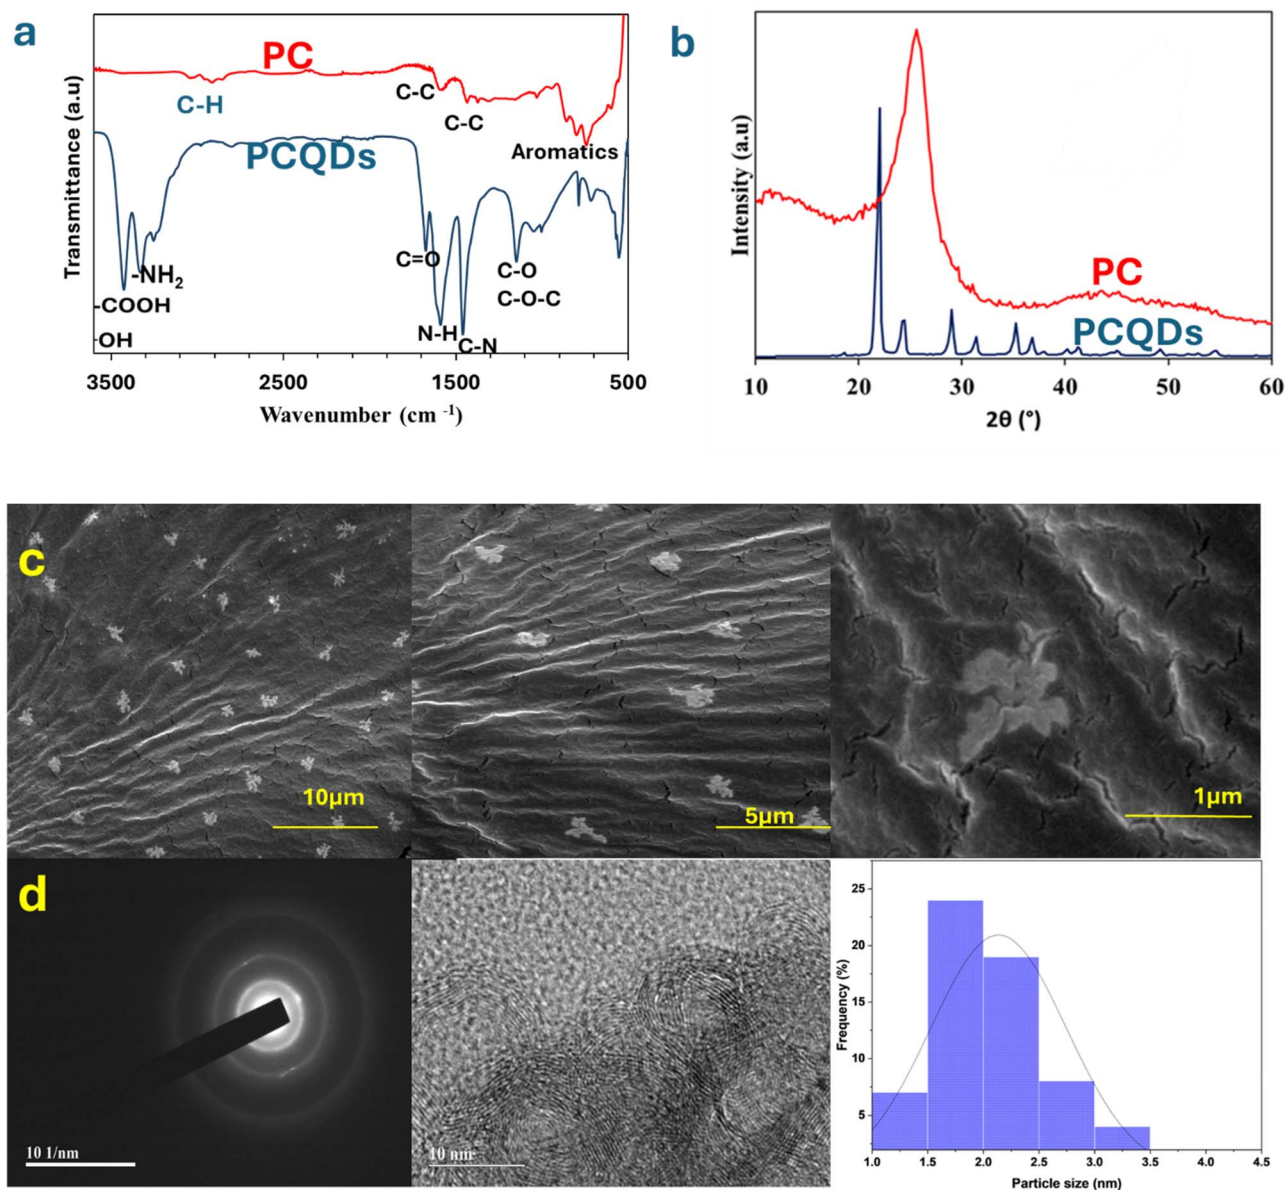 a
PC
C-H
C-C
C-C
Aromatics
PCQDs
-NH2
-COOH
-OH
C=O
N-H
C-N
C-O
C-O-C
Transmittance (a.u)
3500 2500 1500 500
Wavenumber (cm -1)
b
PC
PCQDs
Intensity (a.u)
10 20 30 40 50 60
2θ (°)
c
10µm
5µm
1µm
d
10 1/nm
10 nm
25
20
15
10
5
Frequency (%)
1.0 1.5 2.0 2.5 3.0 3.5 4.0 4.5
Particle size (nm)